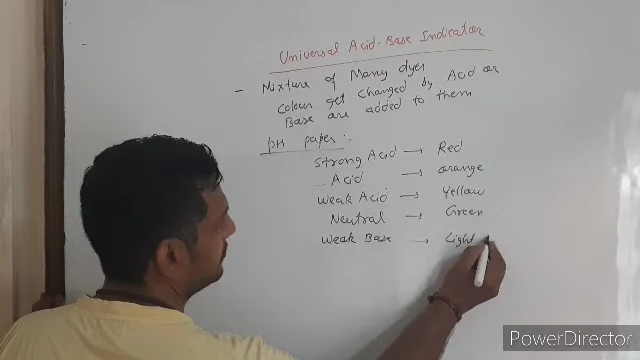 Universal Acid-Base Indicator
- Mixture of Many dyes
Colour get changed by Acid or
Base are added to them
pH paper:-
Strong Acid → Red
Acid → orange
Weak Acid → Yellow
Neutral → Green
Weak Base → Light
PowerDirector